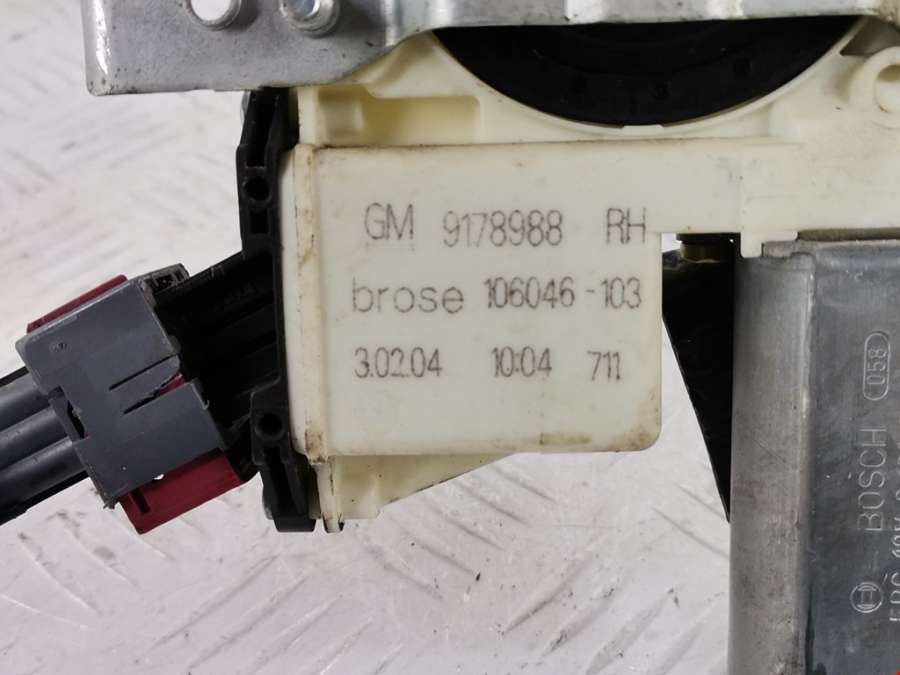 GM 9178988 RH
brose 106046-103
3.02.04 10:04 711
BOSCH 058